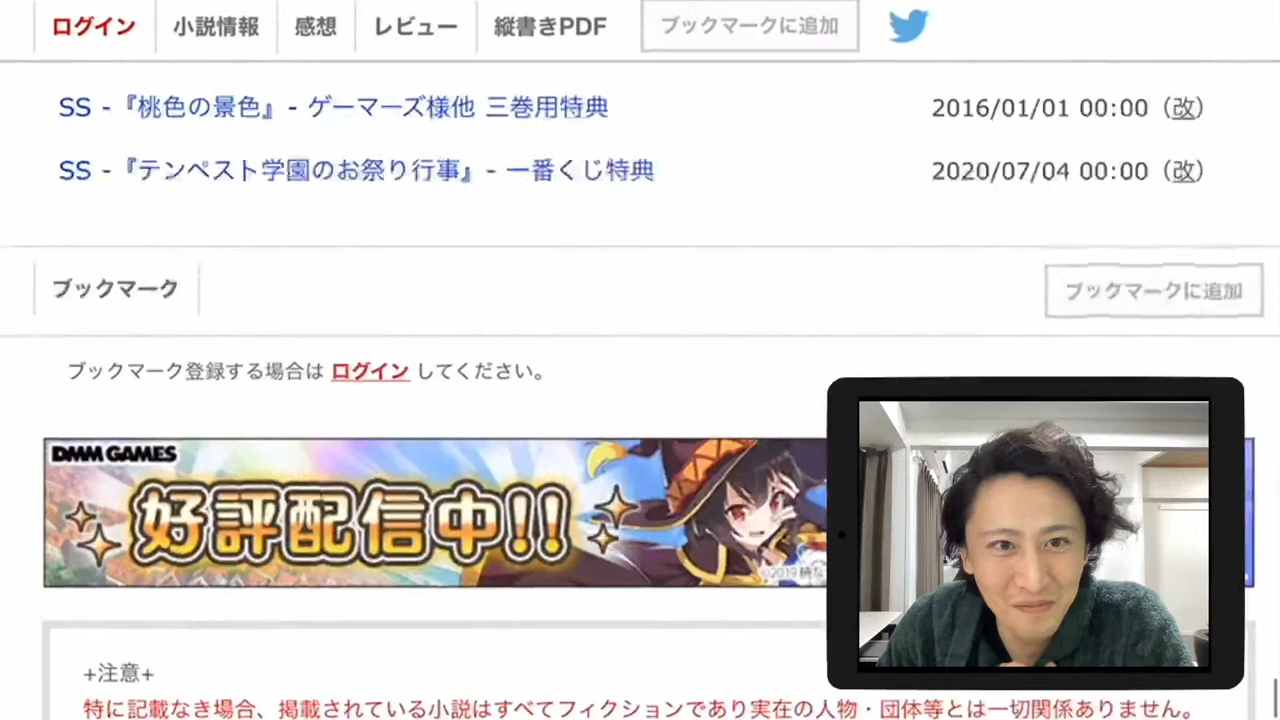 ログイン 小説情報 感想 レビュー 縦書きPDF ブックマークに追加
SS - 『桃色の景色』 - ゲーマーズ様他 三巻用特典 2016/01/01 00:00（改）
SS - 『テンペスト学園のお祭り行事』 - 一番くじ特典 2020/07/04 00:00（改）
ブックマーク ブックマークに追加
ブックマーク登録する場合は ログイン してください。
DMM GAMES
好評配信中!!
©2019 暁な
+注意+
特に記載なき場合、掲載されている小説はすべてフィクションであり実在の人物・団体等とは一切関係ありません。